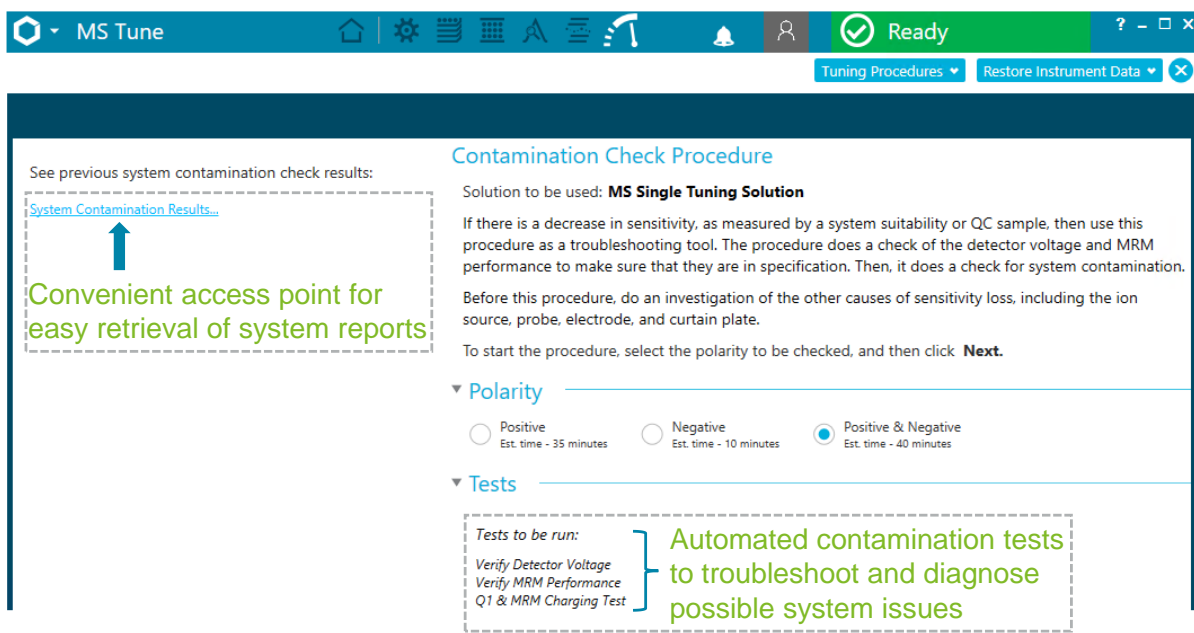 MS Tune
Ready
? – □ X
Tuning Procedures
Restore Instrument Data
See previous system contamination check results:
System Contamination Results...
Convenient access point for
easy retrieval of system reports
Contamination Check Procedure
Solution to be used: MS Single Tuning Solution
If there is a decrease in sensitivity, as measured by a system suitability or QC sample, then use this
procedure as a troubleshooting tool. The procedure does a check of the detector voltage and MRM
performance to make sure that they are in specification. Then, it does a check for system contamination.
Before this procedure, do an investigation of the other causes of sensitivity loss, including the ion
source, probe, electrode, and curtain plate.
To start the procedure, select the polarity to be checked, and then click Next.
Polarity
Positive
Est. time - 35 minutes
Negative
Est. time - 10 minutes
Positive & Negative
Est. time - 40 minutes
Tests
Tests to be run:
Verify Detector Voltage
Verify MRM Performance
Q1 & MRM Charging Test
Automated contamination tests
to troubleshoot and diagnose
possible system issues